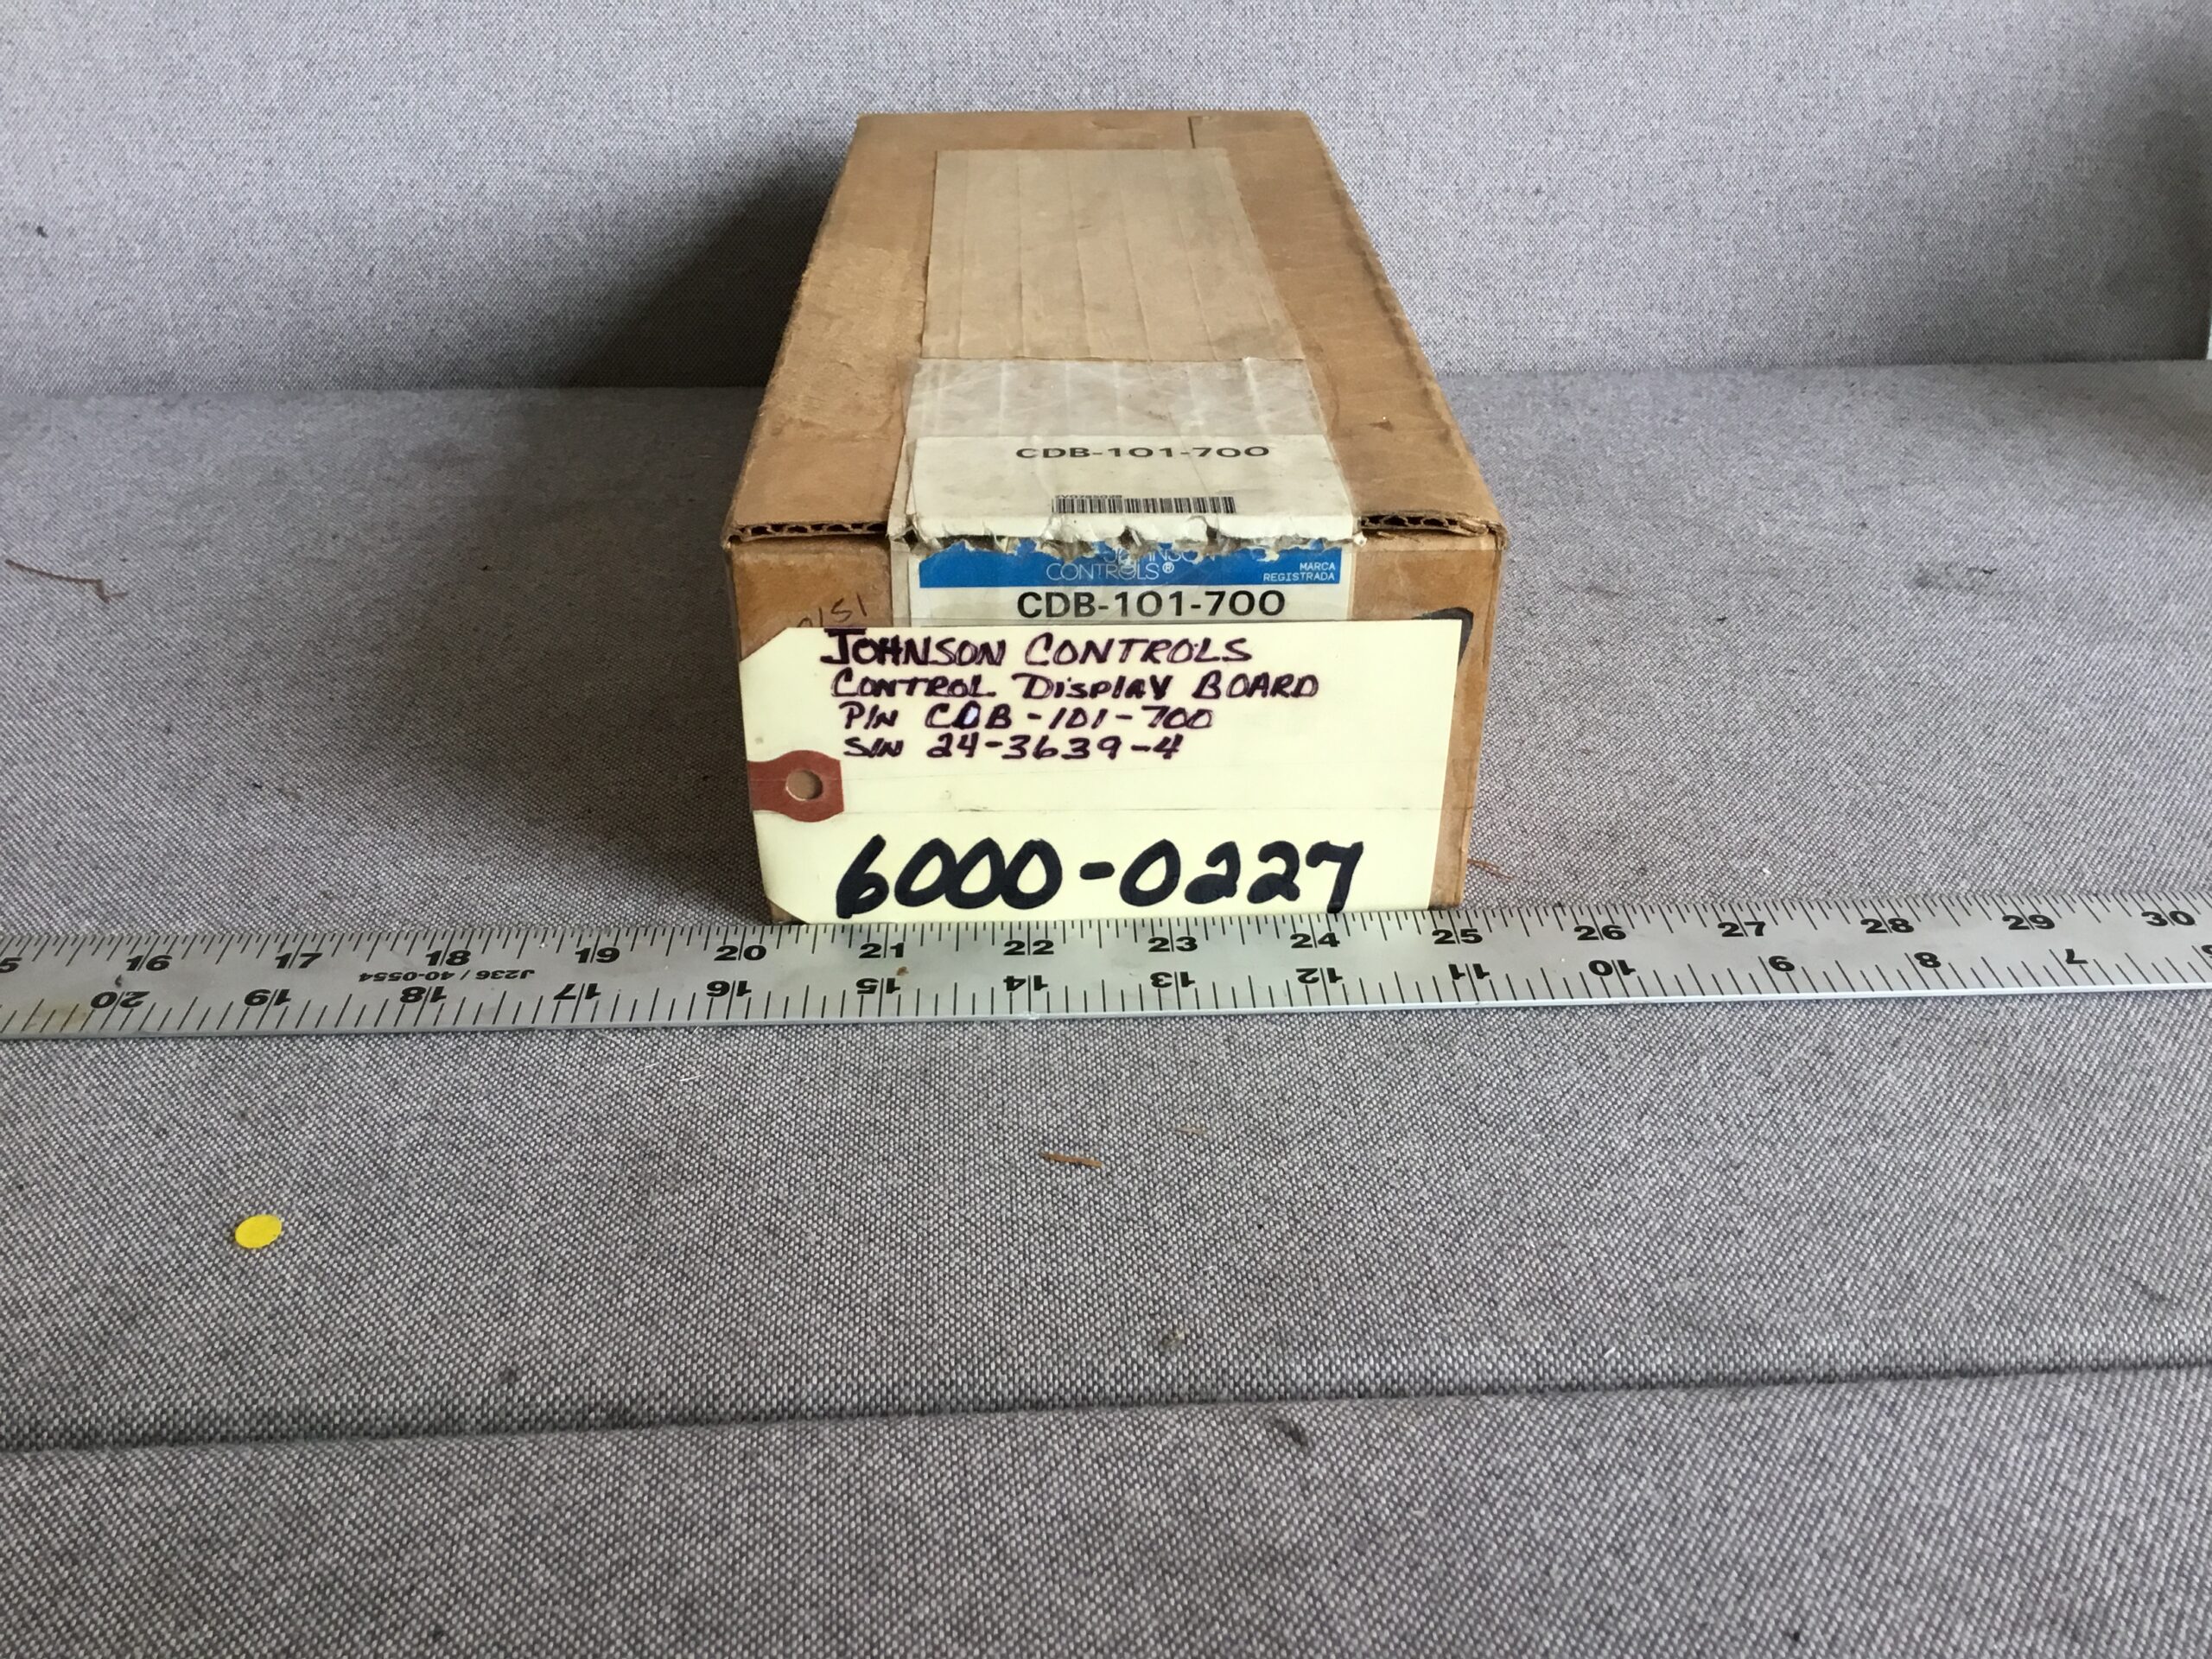 CDB-101-700
JOHNSON
CONTROLS®
MARCA
REGISTRADA
CDB-101-700
JOHNSON CONTROLS
CONTROL DISPLAY BOARD
P/N CDB-101-700
S/N 24-3639-4
6000-0227
16 17 18 19 20 21 22 23 24 25 26 27 28 29 30
J236 / 40-0554
20 19 18 17 16 15 14 13 12 11 10 9 8 7